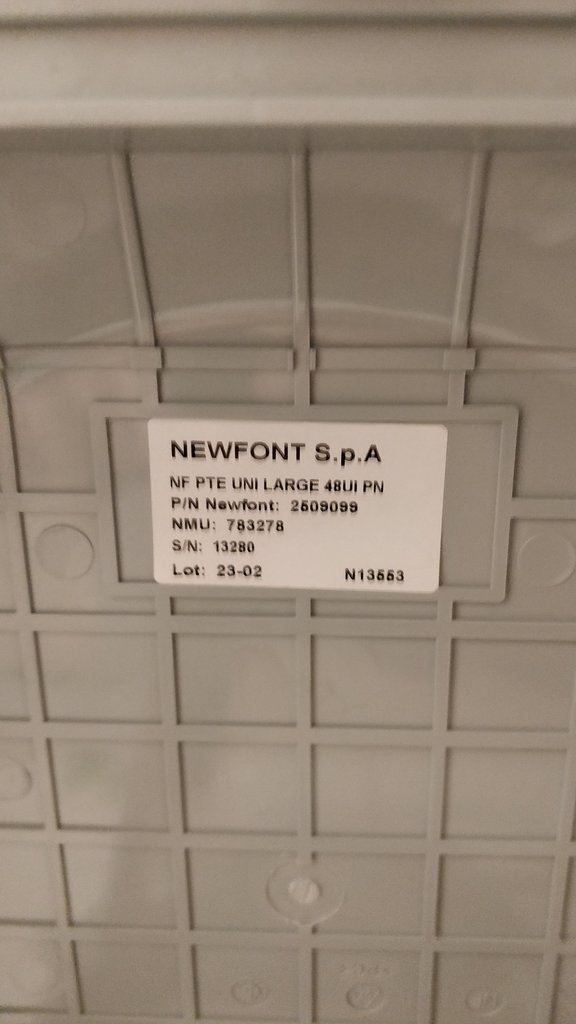 NEWFONT S.p.A
NF PTE UNI LARGE 48UI PN
P/N Newfont: 2509099
NMU: 783278
S/N: 13280
Lot: 23-02 N13553